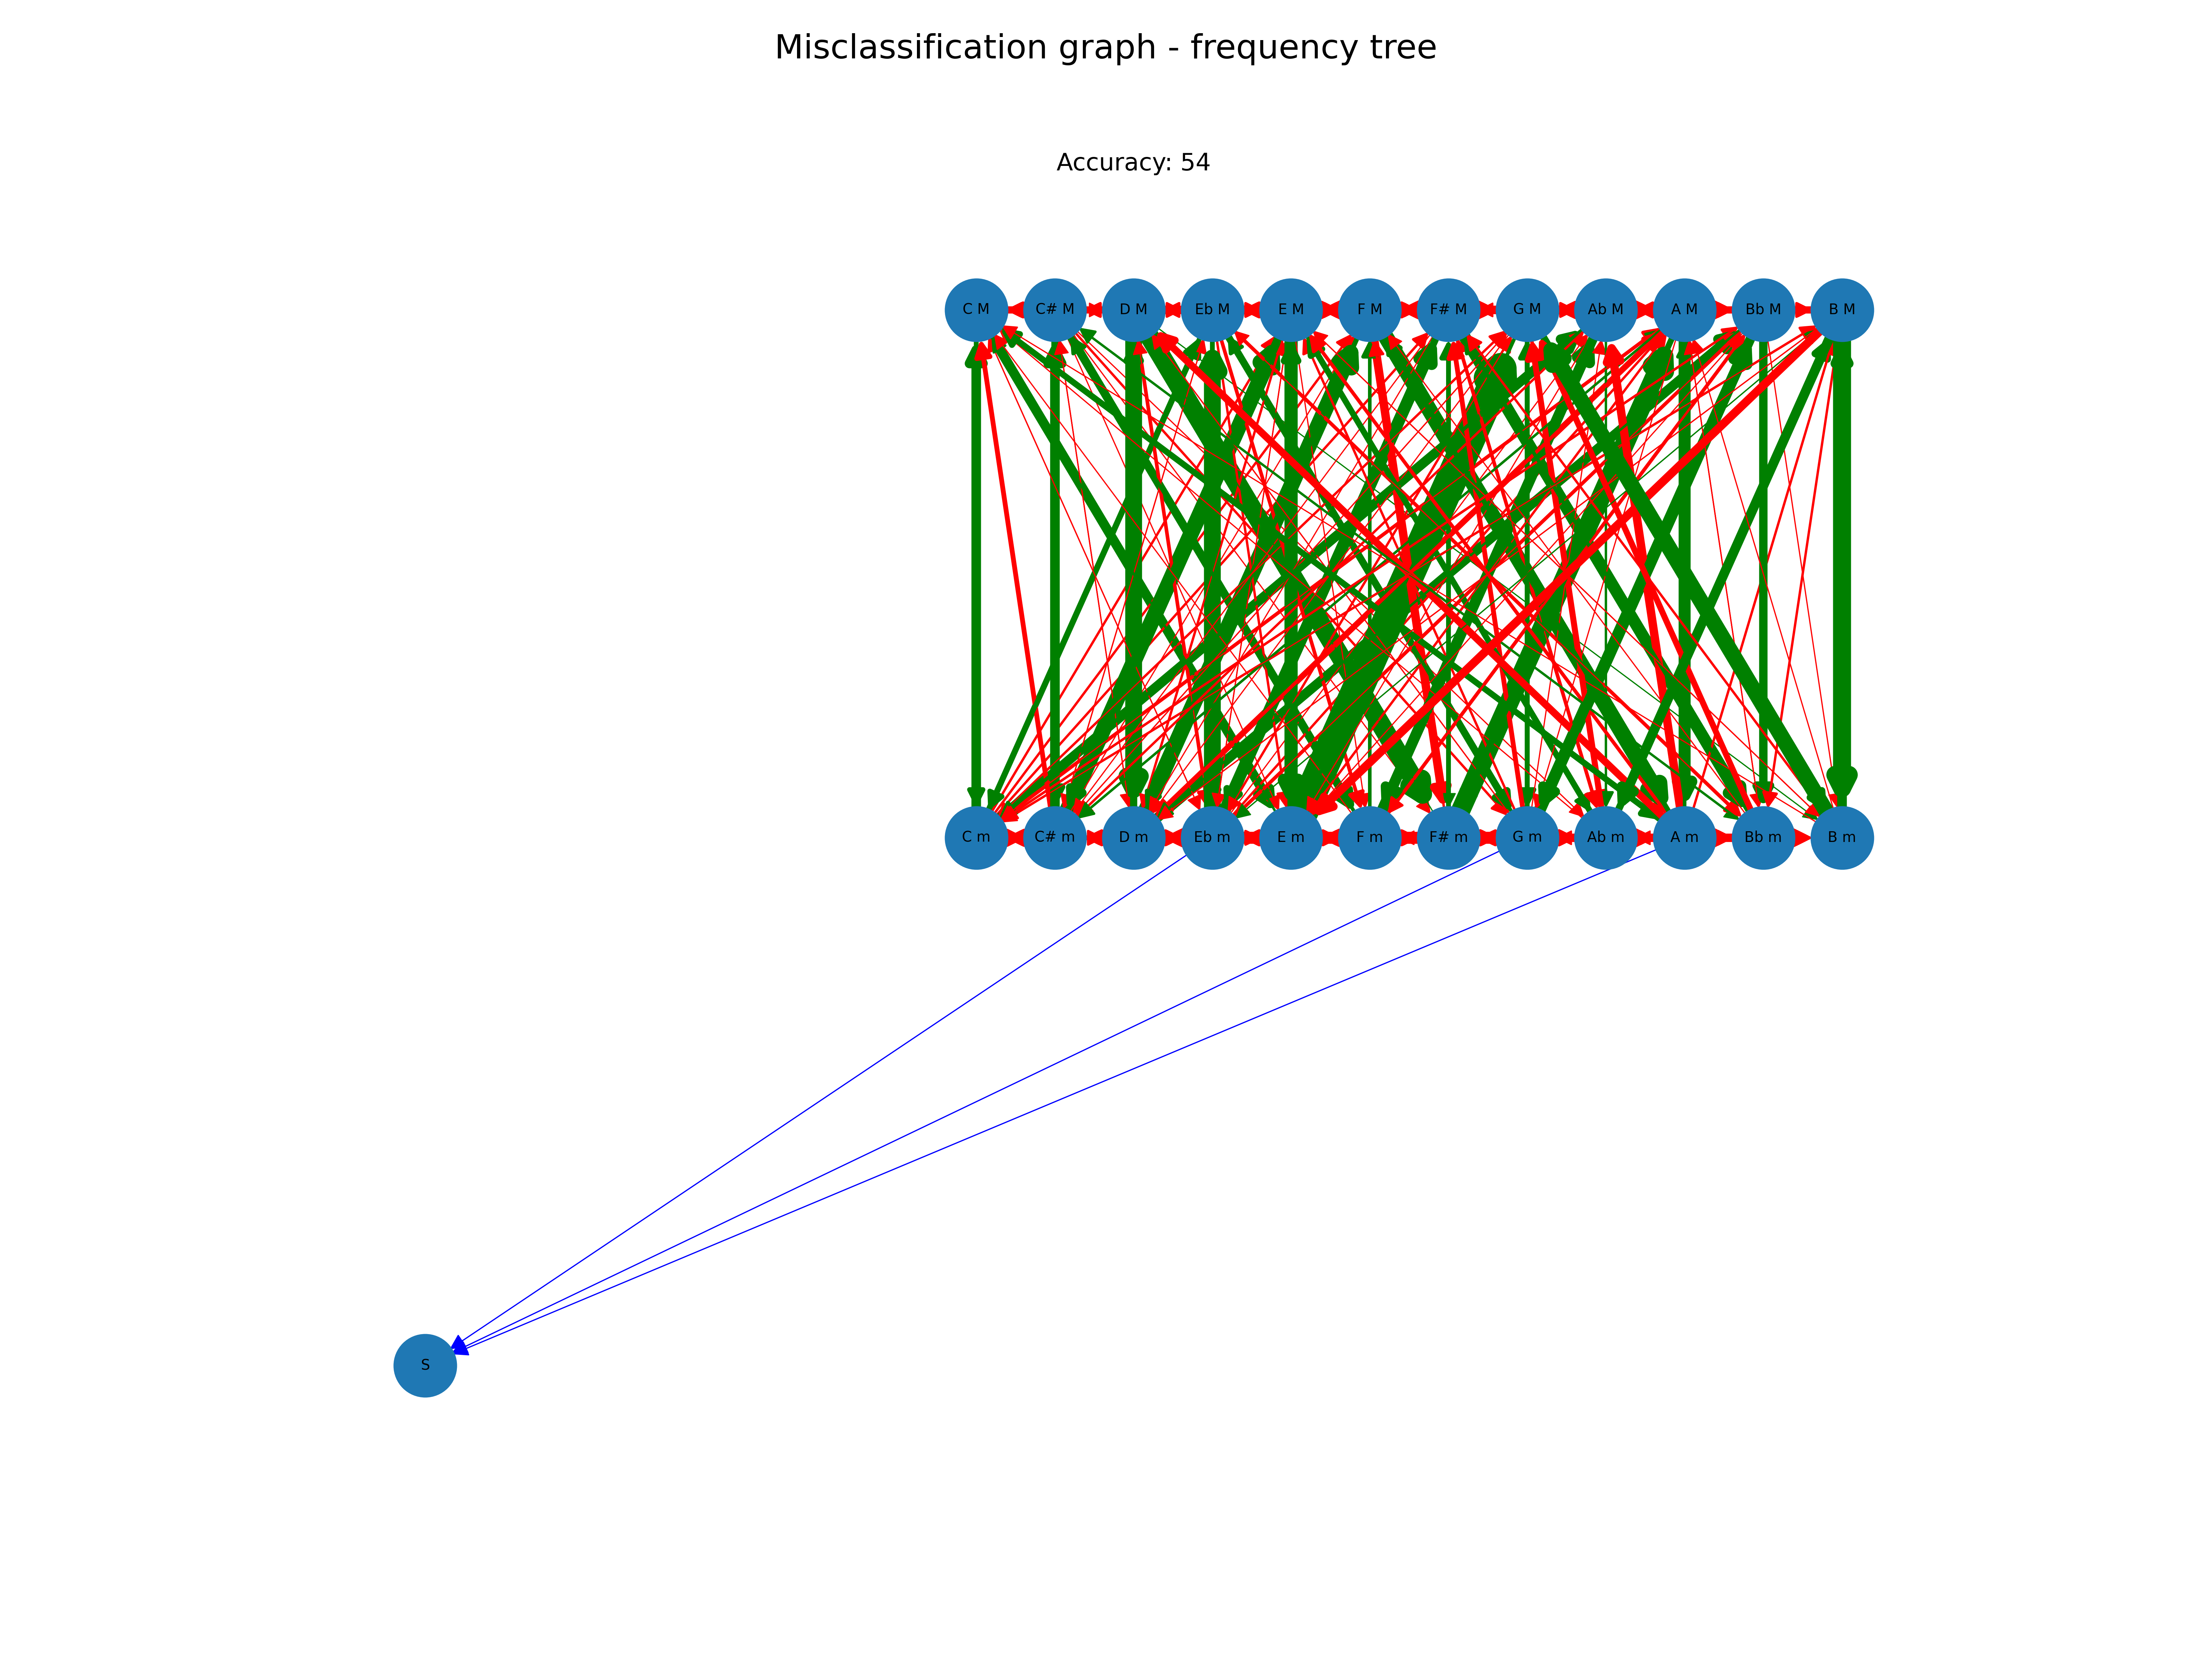 Misclassification graph - frequency tree
Accuracy: 54
C M C# M D M Eb M E M F M F# M G M Ab M A M Bb M B M
C m C# m D m Eb m E m F m F# m G m Ab m A m Bb m B m
S